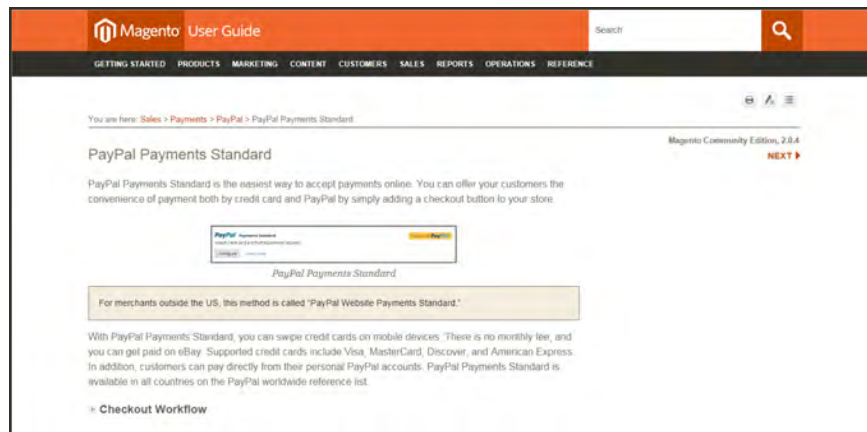 Magento User Guide
Search
GETTING STARTED PRODUCTS MARKETING CONTENT CUSTOMERS SALES REPORTS OPERATIONS REFERENCE
You are here: Sales > Payments > PayPal > PayPal Payments Standard
Magento Community Edition, 2.0.4
NEXT
PayPal Payments Standard
PayPal Payments Standard is the easiest way to accept payments online. You can offer your customers the
convenience of payment both by credit card and PayPal by simply adding a checkout button to your store.
PayPal Payments Standard
PayPal Payments Standard
For merchants outside the US, this method is called "PayPal Website Payments Standard."
With PayPal Payments Standard, you can swipe credit cards on mobile devices. There is no monthly fee, and
you can get paid on eBay. Supported credit cards include Visa, MasterCard, Discover, and American Express.
In addition, customers can pay directly from their personal PayPal accounts. PayPal Payments Standard is
available in all countries on the PayPal worldwide reference list.
Checkout Workflow